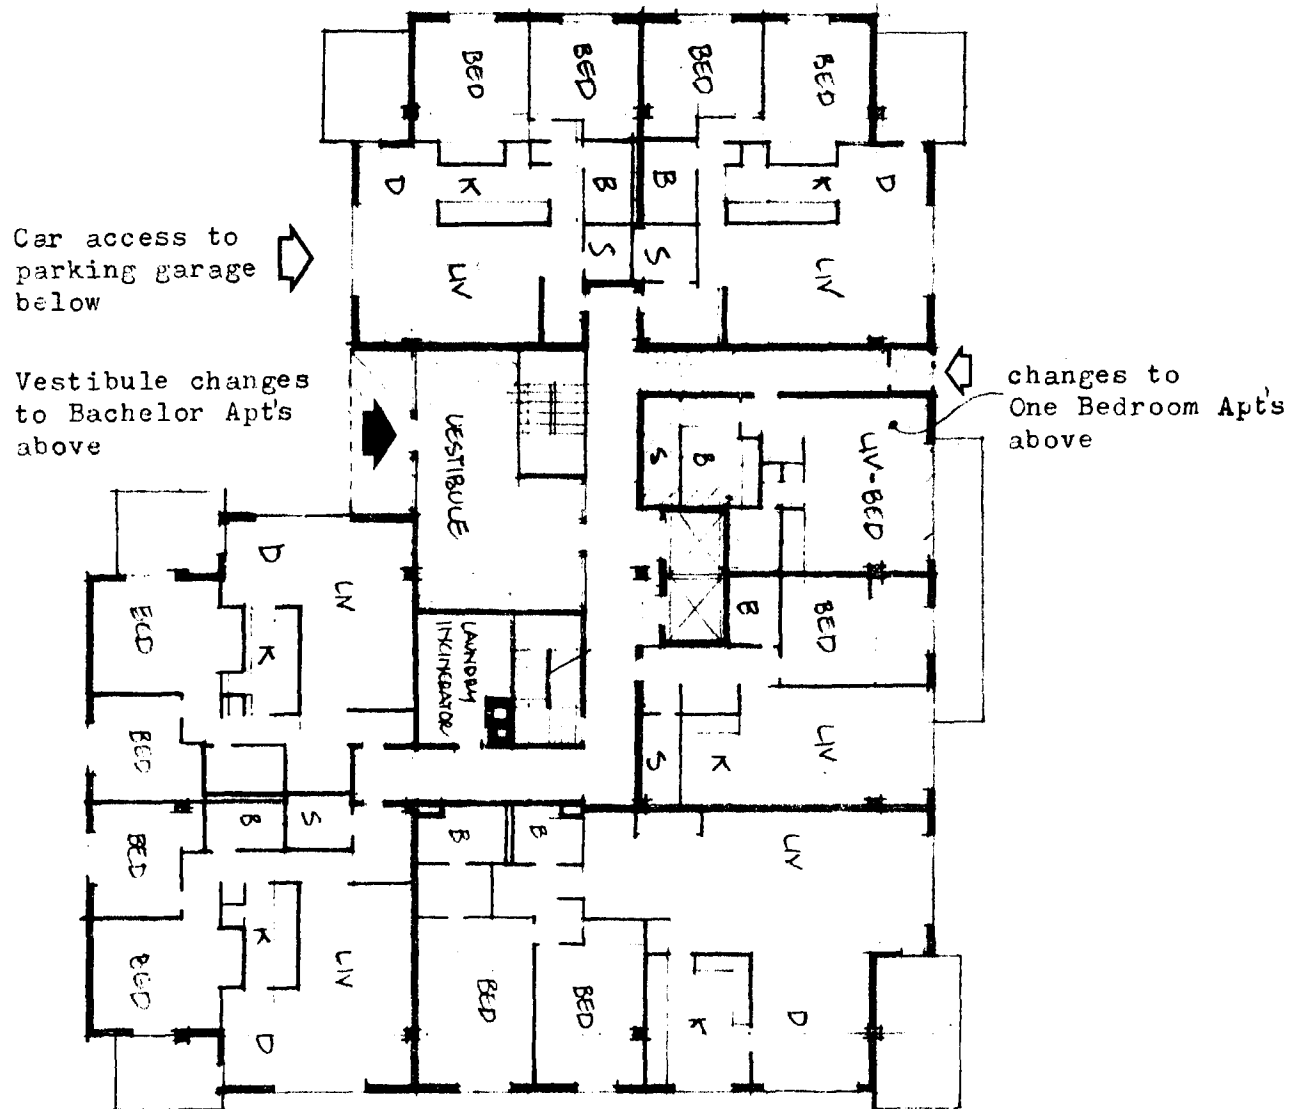 BED
BED
BED
BED
D
K
B
B
K
D
Car access to
parking garage
below
S
S
LIV
LIV
Vestibule changes
to Bachelor Apt's
above
changes to
One Bedroom Apt's
above
VESTIBULE
S
B
LIV-BED
D
LIV
BED
K
LAUNDRY
INCINERATOR
B
BED
BED
S
K
LIV
B
S
B
B
LIV
BED
K
LIV
BED
D
BED
BED
K
D